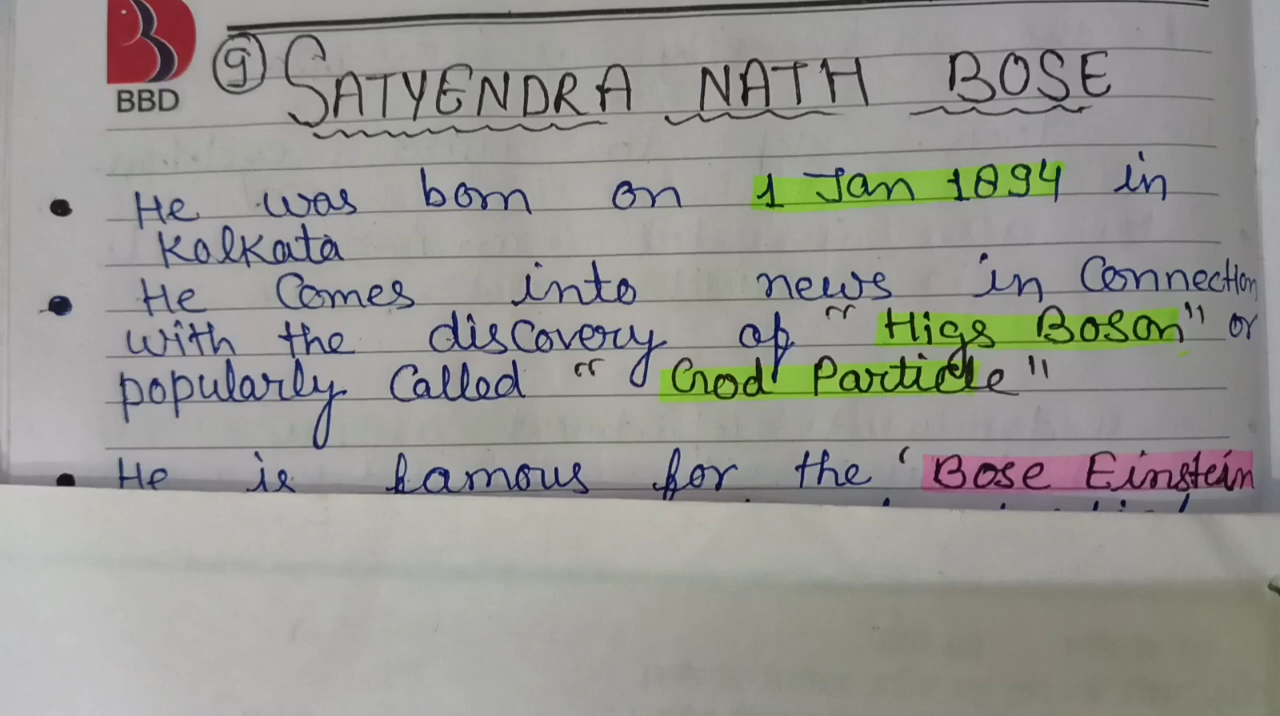 BBD
9 SATYENDRA NATH BOSE
• He was born on 1 Jan 1894 in
Kolkata
• He Comes into news in Connection
with the discovery of "Higs Boson" or
popularly Called "God Particle"
• He is famous for the 'Bose Einstein